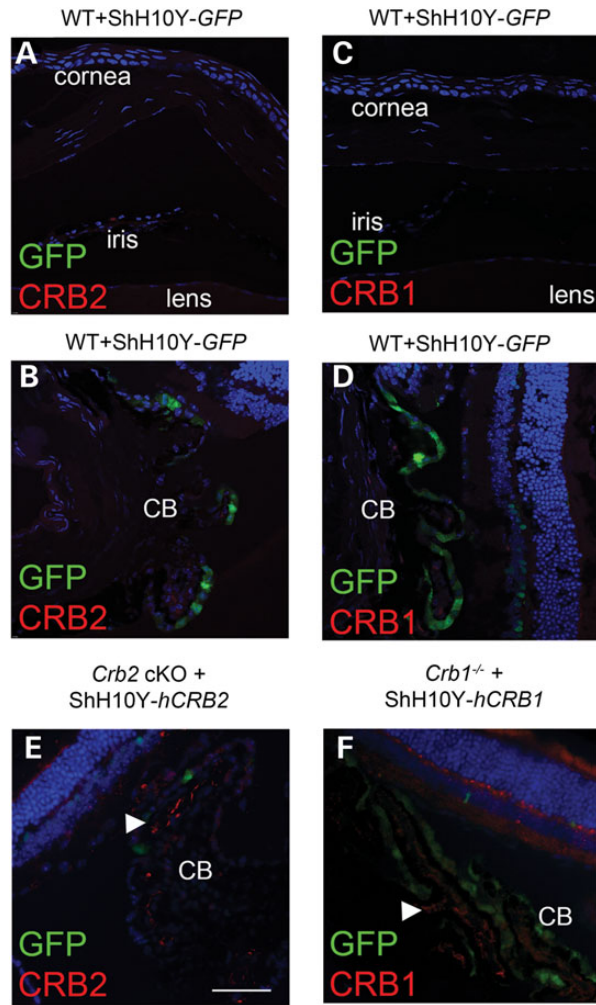 WT+ShH10Y-GFP
A
cornea
iris
GFP
CRB2
lens
WT+ShH10Y-GFP
C
cornea
iris
GFP
CRB1
lens
WT+ShH10Y-GFP
B
CB
GFP
CRB2
WT+ShH10Y-GFP
D
CB
GFP
CRB1
Crb2 cKO +
ShH10Y-hCRB2
E
CB
GFP
CRB2
Crb1-/- +
ShH10Y-hCRB1
F
CB
GFP
CRB1